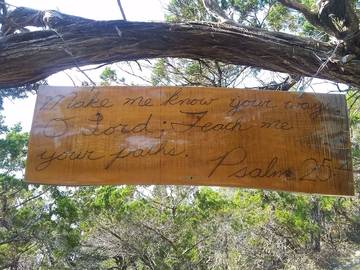 Make me know your ways,
O Lord; Teach me
your paths. Psalm 25